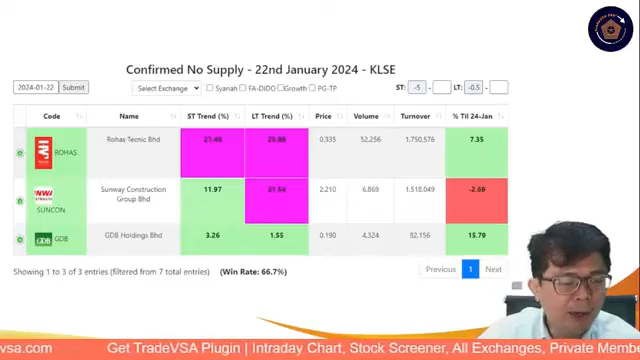 Confirmed No Supply - 22nd January 2024 - KLSE
2024-01-22 Submit Select Exchange Syariah FA-DiDO Growth PG-TP ST: -5 - LT: -0.5 -
Code Name ST Trend (%) LT Trend (%) Price Volume Turnover % Til 24-Jan
ROHAS Rohas Tecnic Bhd 0.335 52,256 1,750,576 7.35
SUNCON Sunway Construction Group Bhd 11.97 2.210 6,869 1,518,049 -2.69
GDB GDB GDB Holdings Bhd 3.26 1.55 0.190 4,324 82,156 15.79
Showing 1 to 3 of 3 entries (filtered from 7 total entries) (Win Rate: 66.7%)
Previous 1 Next
vsa.com Get TradeVSA Plugin | Intraday Chart, Stock Screener, All Exchanges, Private Memb